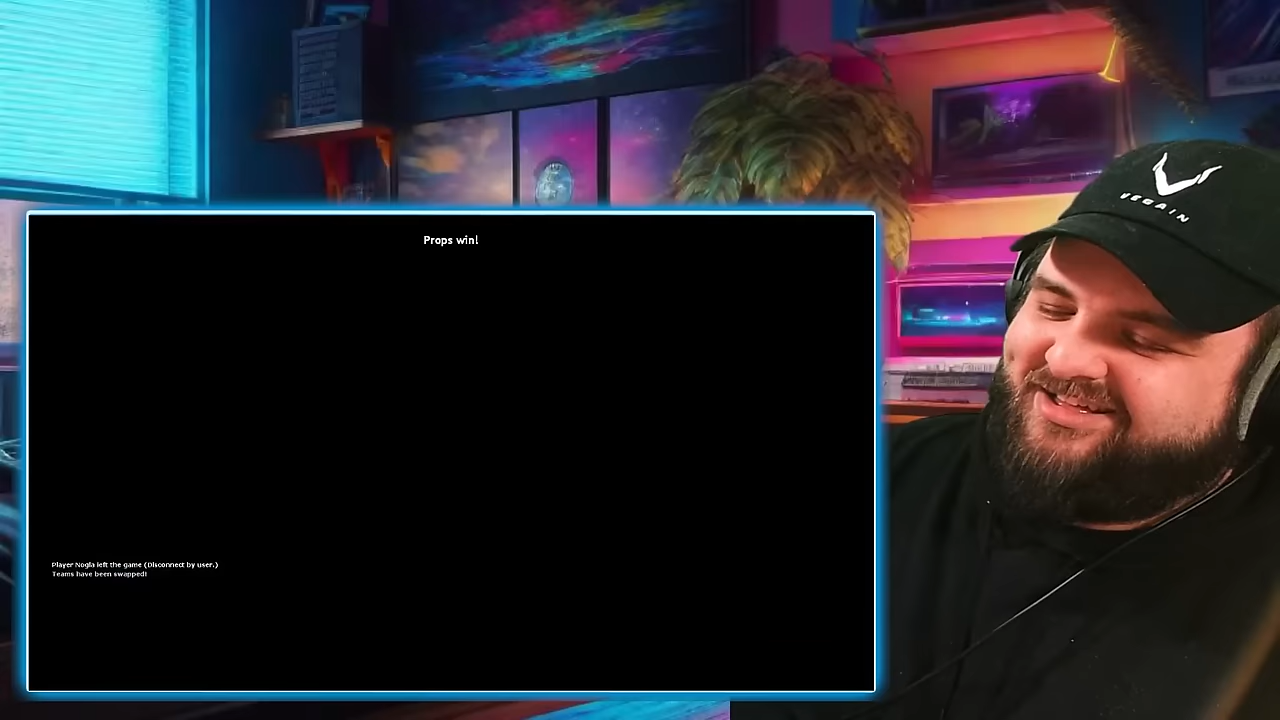 VEGAIN
Props win!
Player Nogla left the game (Disconnect by user.)
Teams have been swapped!